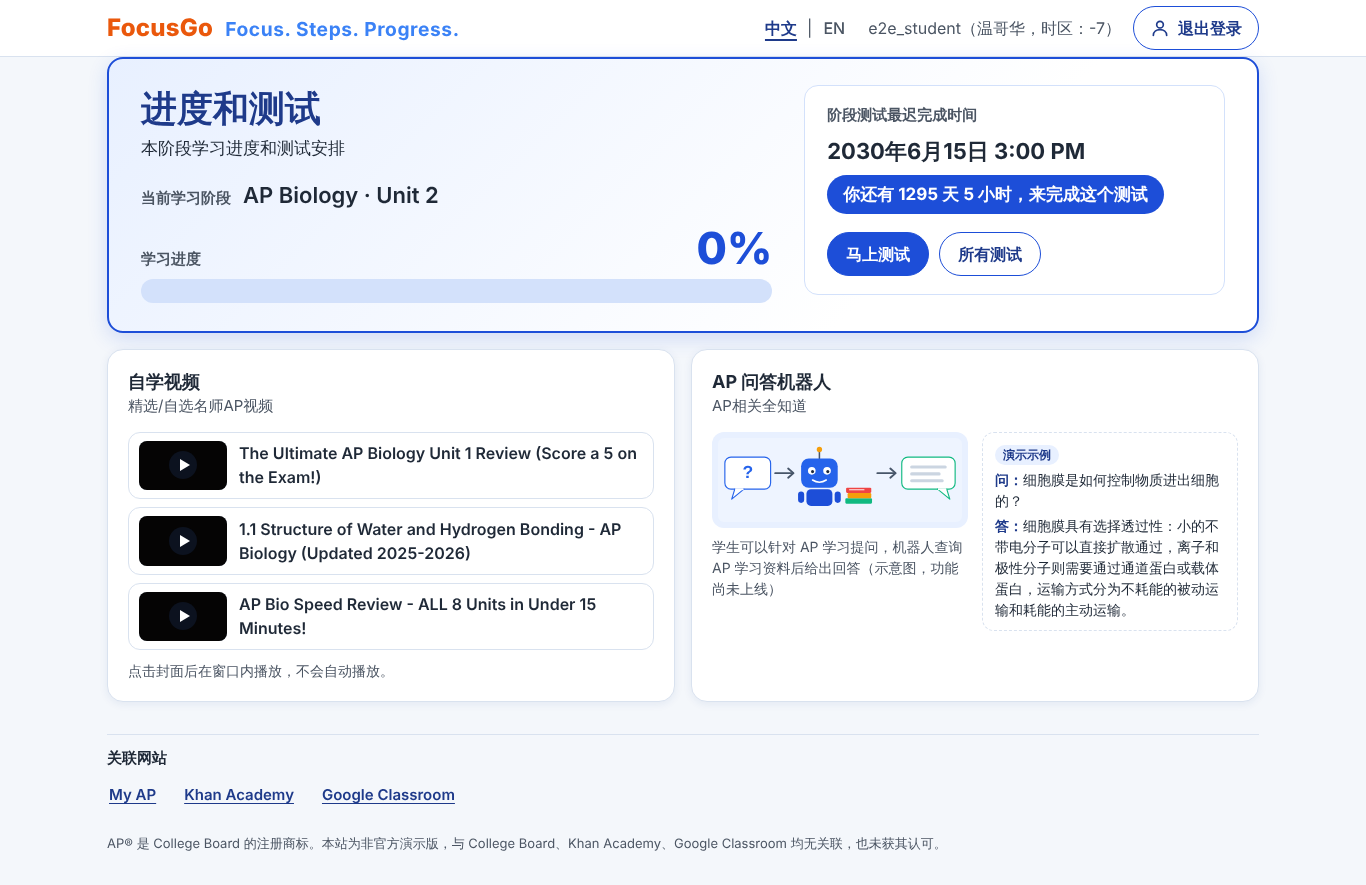 FocusGo Focus. Steps. Progress.
中文 | EN e2e_student（温哥华，时区：-7） 退出登录
进度和测试
本阶段学习进度和测试安排
当前学习阶段 AP Biology · Unit 2
学习进度 0%
阶段测试最迟完成时间
2030年6月15日 3:00 PM
你还有 1295 天 5 小时，来完成这个测试
马上测试 所有测试
自学视频
精选/自选名师AP视频
The Ultimate AP Biology Unit 1 Review (Score a 5 on
the Exam!)
1.1 Structure of Water and Hydrogen Bonding - AP
Biology (Updated 2025-2026)
AP Bio Speed Review - ALL 8 Units in Under 15
Minutes!
点击封面后在窗口内播放，不会自动播放。
AP 问答机器人
AP相关全知道
?
学生可以针对 AP 学习提问，机器人查询
AP 学习资料后给出回答（示意图，功能
尚未上线）
演示示例
问：细胞膜是如何控制物质进出细胞
的？
答：细胞膜具有选择透过性：小的不
带电分子可以直接扩散通过，离子和
极性分子则需要通过通道蛋白或载体
蛋白，运输方式分为不耗能的被动运
输和耗能的主动运输。
关联网站
My AP Khan Academy Google Classroom
AP® 是 College Board 的注册商标。本站为非官方演示版，与 College Board、Khan Academy、Google Classroom 均无关联，也未获其认可。